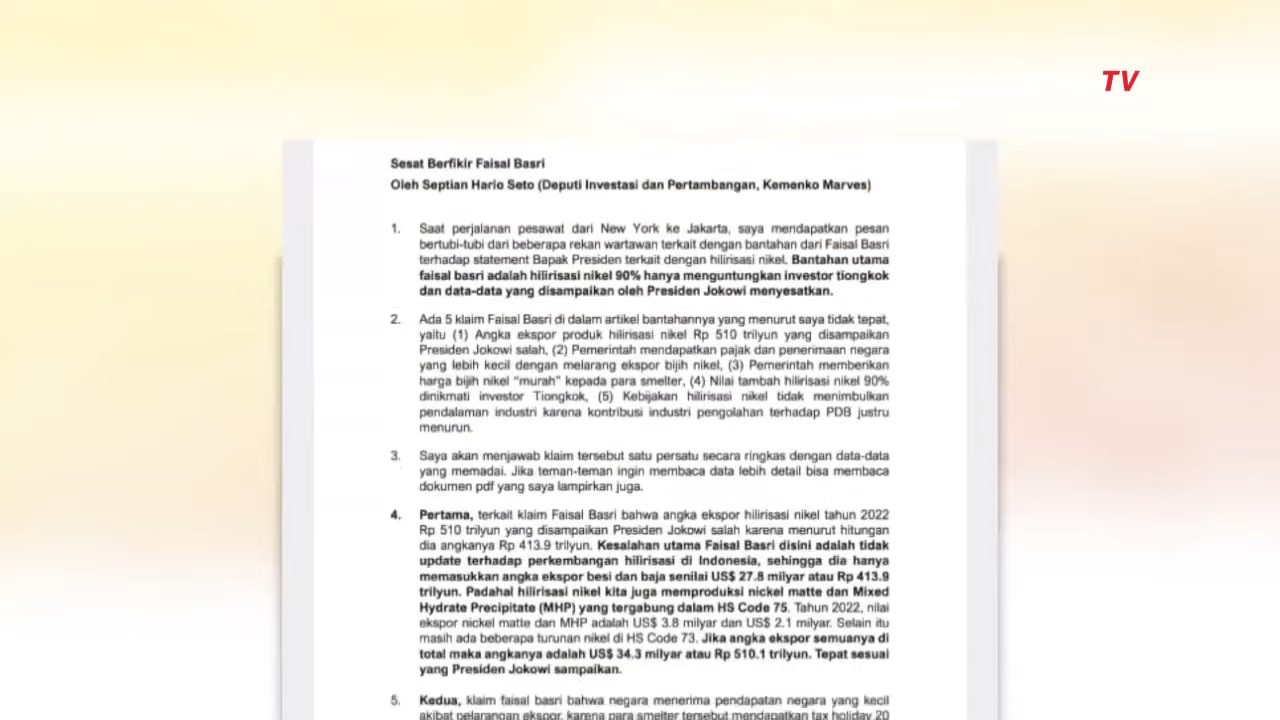 TV
Sesat Berfikir Faisal Basri
Oleh Septian Hario Seto (Deputi Investasi dan Pertambangan, Kemenko Marves)
1. Saat perjalanan pesawat dari New York ke Jakarta, saya mendapatkan pesan
bertubi-tubi dari beberapa rekan wartawan terkait dengan bantahan dari Faisal Basri
terhadap statement Bapak Presiden terkait dengan hilirisasi nikel. Bantahan utama
faisal basri adalah hilirisasi nikel 90% hanya menguntungkan investor tiongkok
dan data-data yang disampaikan oleh Presiden Jokowi menyesatkan.
2. Ada 5 klaim Faisal Basri di dalam artikel bantahannya yang menurut saya tidak tepat,
yaitu (1) Angka ekspor produk hilirisasi nikel Rp 510 trilyun yang disampaikan
Presiden Jokowi salah, (2) Pemerintah mendapatkan pajak dan penerimaan negara
yang lebih kecil dengan melarang ekspor bijih nikel, (3) Pemerintah memberikan
harga bijih nikel "murah" kepada para smelter, (4) Nilai tambah hilirisasi nikel 90%
dinikmati investor Tiongkok, (5) Kebijakan hilirisasi nikel tidak menimbulkan
pendalaman industri karena kontribusi industri pengolahan terhadap PDB justru
menurun.
3. Saya akan menjawab klaim tersebut satu persatu secara ringkas dengan data-data
yang memadai. Jika teman-teman ingin membaca data lebih detail bisa membaca
dokumen pdf yang saya lampirkan juga.
4. Pertama, terkait klaim Faisal Basri bahwa angka ekspor hilirisasi nikel tahun 2022
Rp 510 trilyun yang disampaikan Presiden Jokowi salah karena menurut hitungan
dia angkanya Rp 413.9 trilyun. Kesalahan utama Faisal Basri disini adalah tidak
update terhadap perkembangan hilirisasi di Indonesia, sehingga dia hanya
memasukkan angka ekspor besi dan baja senilai US$ 27.8 milyar atau Rp 413.9
trilyun. Padahal hilirisasi nikel kita juga memproduksi nickel matte dan Mixed
Hydrate Precipitate (MHP) yang tergabung dalam HS Code 75. Tahun 2022, nilai
ekspor nickel matte dan MHP adalah US$ 3.8 milyar dan US$ 2.1 milyar. Selain itu
masih ada beberapa turunan nikel di HS Code 73. Jika angka ekspor semuanya di
total maka angkanya adalah US$ 34.3 milyar atau Rp 510.1 trilyun. Tepat sesuai
yang Presiden Jokowi sampaikan.
5. Kedua, klaim faisal basri bahwa negara menerima pendapatan negara yang kecil
akibat pelarangan ekspor, karena para smelter tersebut mendapatkan tax holiday 20